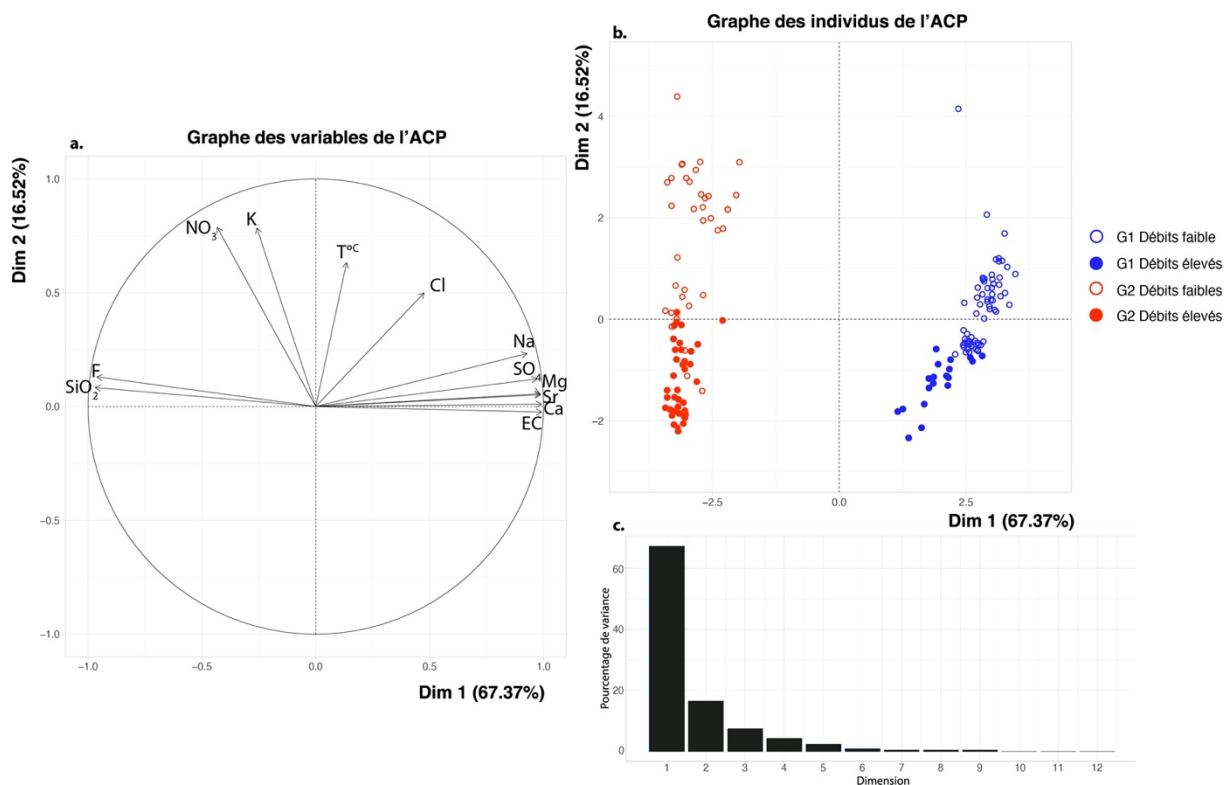 a.
Graphe des variables de l'ACP
Dim 2 (16.52%)
1.0
0.5
0.0
−0.5
−1.0
NO3
K
T°C
Cl
Na
SO4
Mg
Sr
Ca
EC
F
SiO2
−1.0
−0.5
0.0
0.5
1.0
Dim 1 (67.37%)
b.
Graphe des individus de l'ACP
Dim 2 (16.52%)
4
2
0
−2
−2.5
0.0
2.5
Dim 1 (67.37%)
G1 Débits faible
G1 Débits élevés
G2 Débits faibles
G2 Débits élevés
c.
Pourcentage de variance
60
40
20
0
1 2 3 4 5 6 7 8 9 10 11 12
Dimension